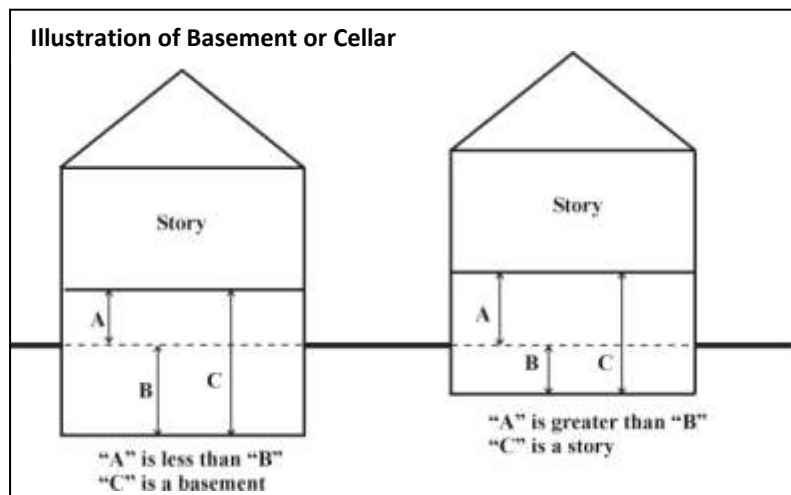 Illustration of Basement or Cellar
Story
A
B
C
“A” is less than “B”
“C” is a basement
Story
A
B
C
“A” is greater than “B”
“C” is a story